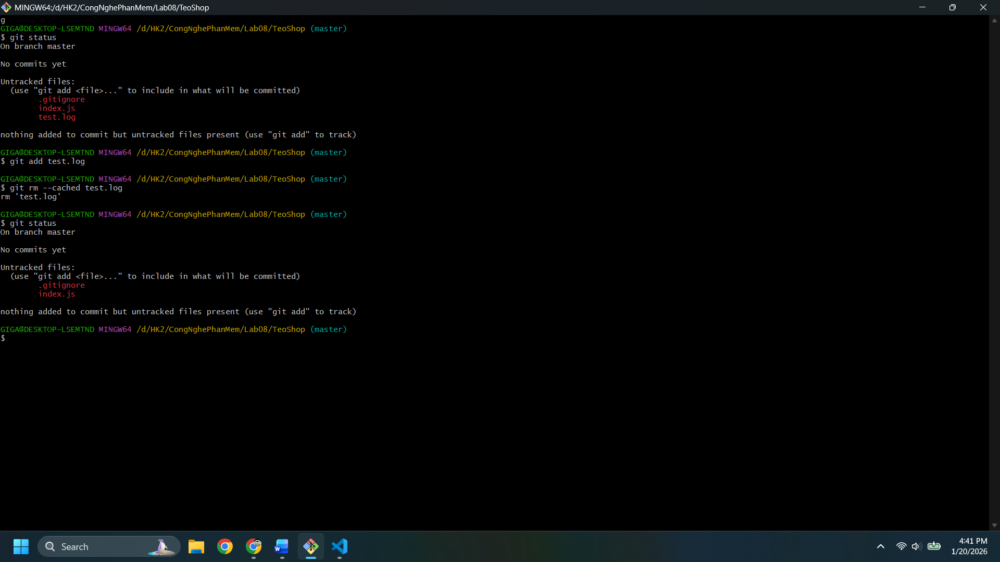 MINGW64:/d/HK2/CongNghePhanMem/Lab08/TeoShop
g
GIGA@DESKTOP-LSEMTND MINGW64 /d/HK2/CongNghePhanMem/Lab08/TeoShop (master)
$ git status
On branch master
No commits yet
Untracked files:
  (use "git add <file>..." to include in what will be committed)
        .gitignore
        index.js
        test.log
nothing added to commit but untracked files present (use "git add" to track)
GIGA@DESKTOP-LSEMTND MINGW64 /d/HK2/CongNghePhanMem/Lab08/TeoShop (master)
$ git add test.log
GIGA@DESKTOP-LSEMTND MINGW64 /d/HK2/CongNghePhanMem/Lab08/TeoShop (master)
$ git rm --cached test.log
rm 'test.log'
GIGA@DESKTOP-LSEMTND MINGW64 /d/HK2/CongNghePhanMem/Lab08/TeoShop (master)
$ git status
On branch master
No commits yet
Untracked files:
  (use "git add <file>..." to include in what will be committed)
        .gitignore
        index.js
nothing added to commit but untracked files present (use "git add" to track)
GIGA@DESKTOP-LSEMTND MINGW64 /d/HK2/CongNghePhanMem/Lab08/TeoShop (master)
$
Search
4:41 PM
1/20/2026